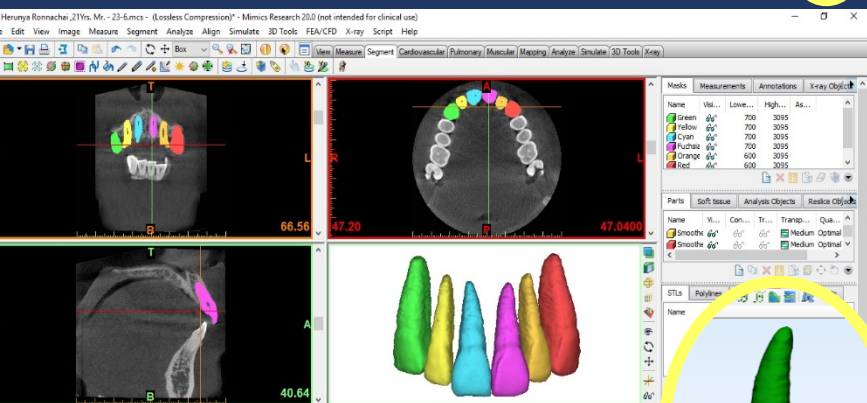 Herunya Ronnachai ,21Yrs. Mr. - 23-6.mcs - (Lossless Compression)* - Mimics Research 20.0 (not intended for clinical use)
Edit View Image Measure Segment Analyze Align Simulate 3D Tools FEA/CFD X-ray Script Help
Box
View Measure Segment Cardiovascular Pulmonary Muscular Mapping Analyze Simulate 3D Tools X-ray
T
L
B
66.56
A
R
L
P
47.20
47.0400
T
A
B
40.64
Masks Measurements Annotations X-ray Objects
Name Visi... Lowe... High... As...
Green 700 3095
Yellow 700 3095
Cyan 700 3095
Fuchsia 700 3095
Orange 600 3095
Red 600 3095
Parts Soft tissue Analysis Objects Reslice Objects
Name Vi... Con... Tr... Transp... Qua...
Smoothe Medium Optimal
Smoothe Medium Optimal
STLs Polylines
Name